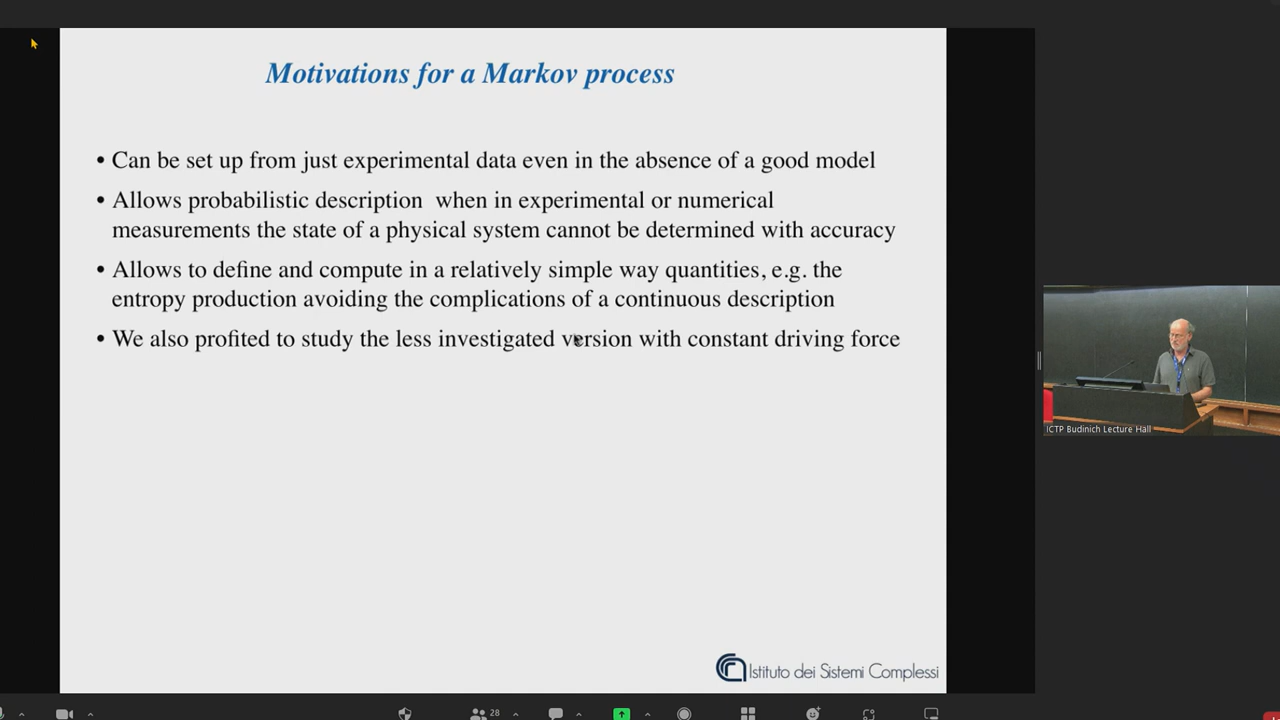 Motivations for a Markov process
• Can be set up from just experimental data even in the absence of a good model
• Allows probabilistic description when in experimental or numerical
measurements the state of a physical system cannot be determined with accuracy
• Allows to define and compute in a relatively simple way quantities, e.g. the
entropy production avoiding the complications of a continuous description
• We also profited to study the less investigated version with constant driving force
ICTP Budinich Lecture Hall
Istituto dei Sistemi Complessi
28